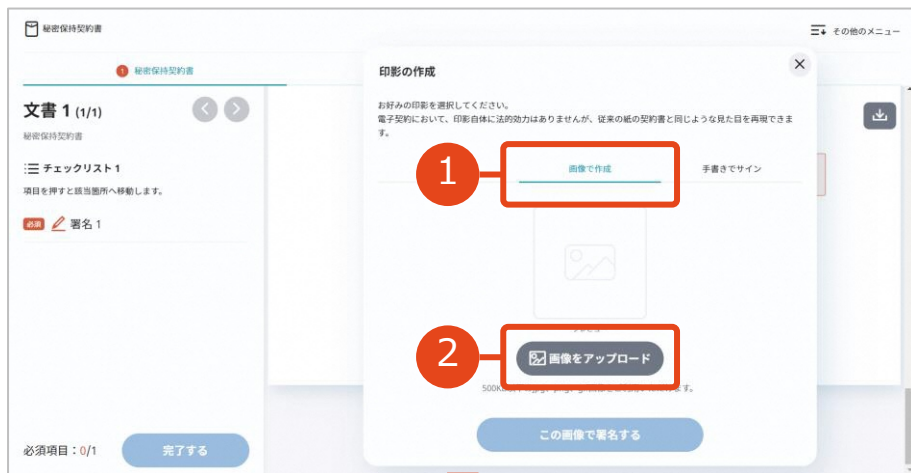 秘密保持契約書
その他のメニュー
1 秘密保持契約書
文書 1 (1/1)
秘密保持契約書
チェックリスト 1
項目を押すと該当箇所へ移動します。
必須 署名 1
必須項目：0/1
完了する
印影の作成
お好みの印影を選択してください。
電子契約において、印影自体に法的効力はありませんが、従来の紙の契約書と同じような見た目を再現できま
す。
1
画像で作成
手書きでサイン
2
画像をアップロード
500K
ます。
この画像で署名する